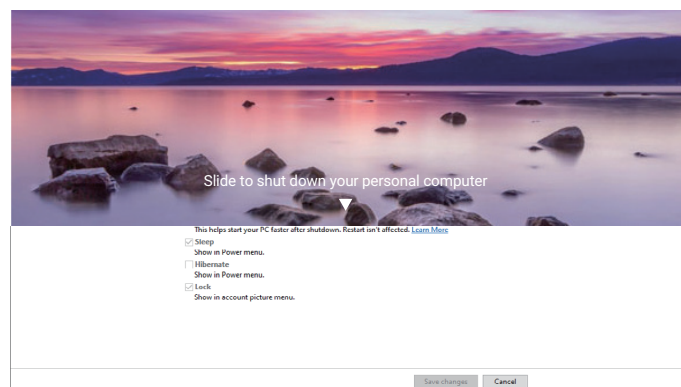 Slide to shut down your personal computer
This helps start your PC faster after shutdown. Restart isn't affected. Learn More
Sleep
Show in Power menu.
Hibernate
Show in Power menu.
Lock
Show in account picture menu.
Save changes Cancel